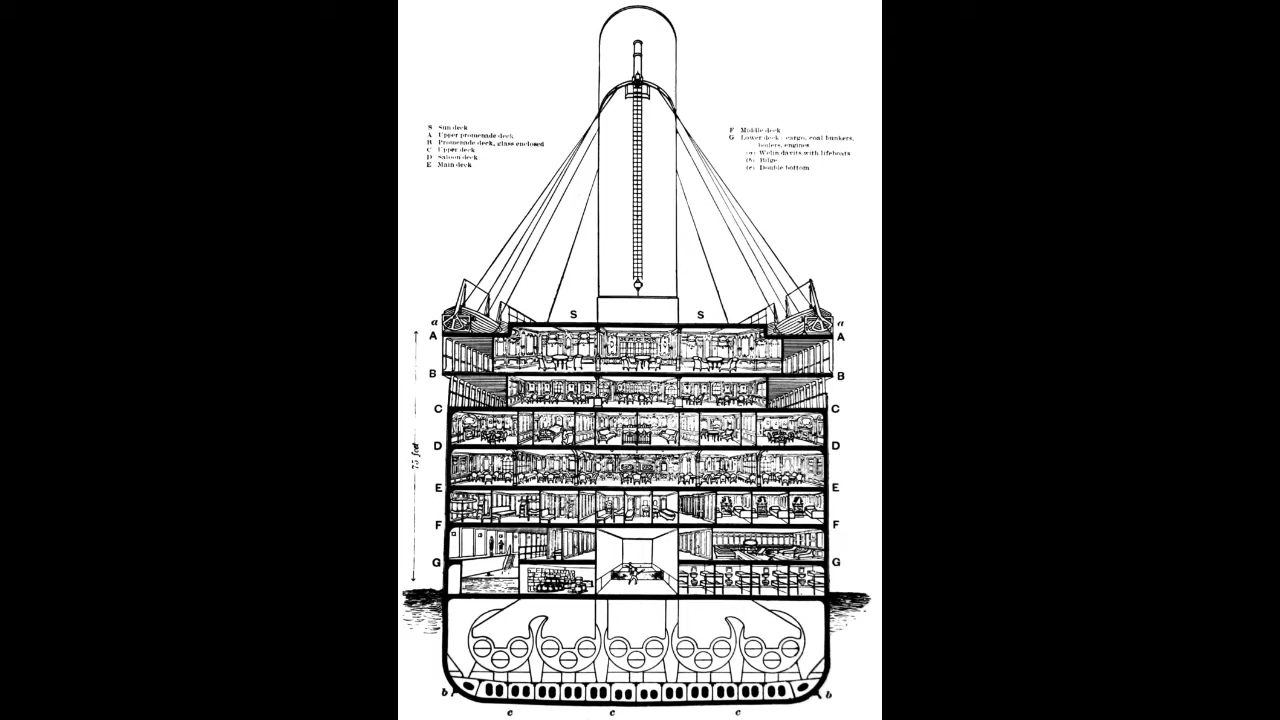 S Sun deck
A Upper promenade deck
B Promenade deck, glass enclosed
C Upper deck
D Saloon deck
E Main deck
F Middle deck
G Lower deck : cargo, coal bunkers,
boilers, engines
(a) Welin davits with lifeboats
(b) Bilge
(c) Double bottom
S S
a a
A A
B B
C C
D D
75 feet
E E
F F
G G
b b
c c c